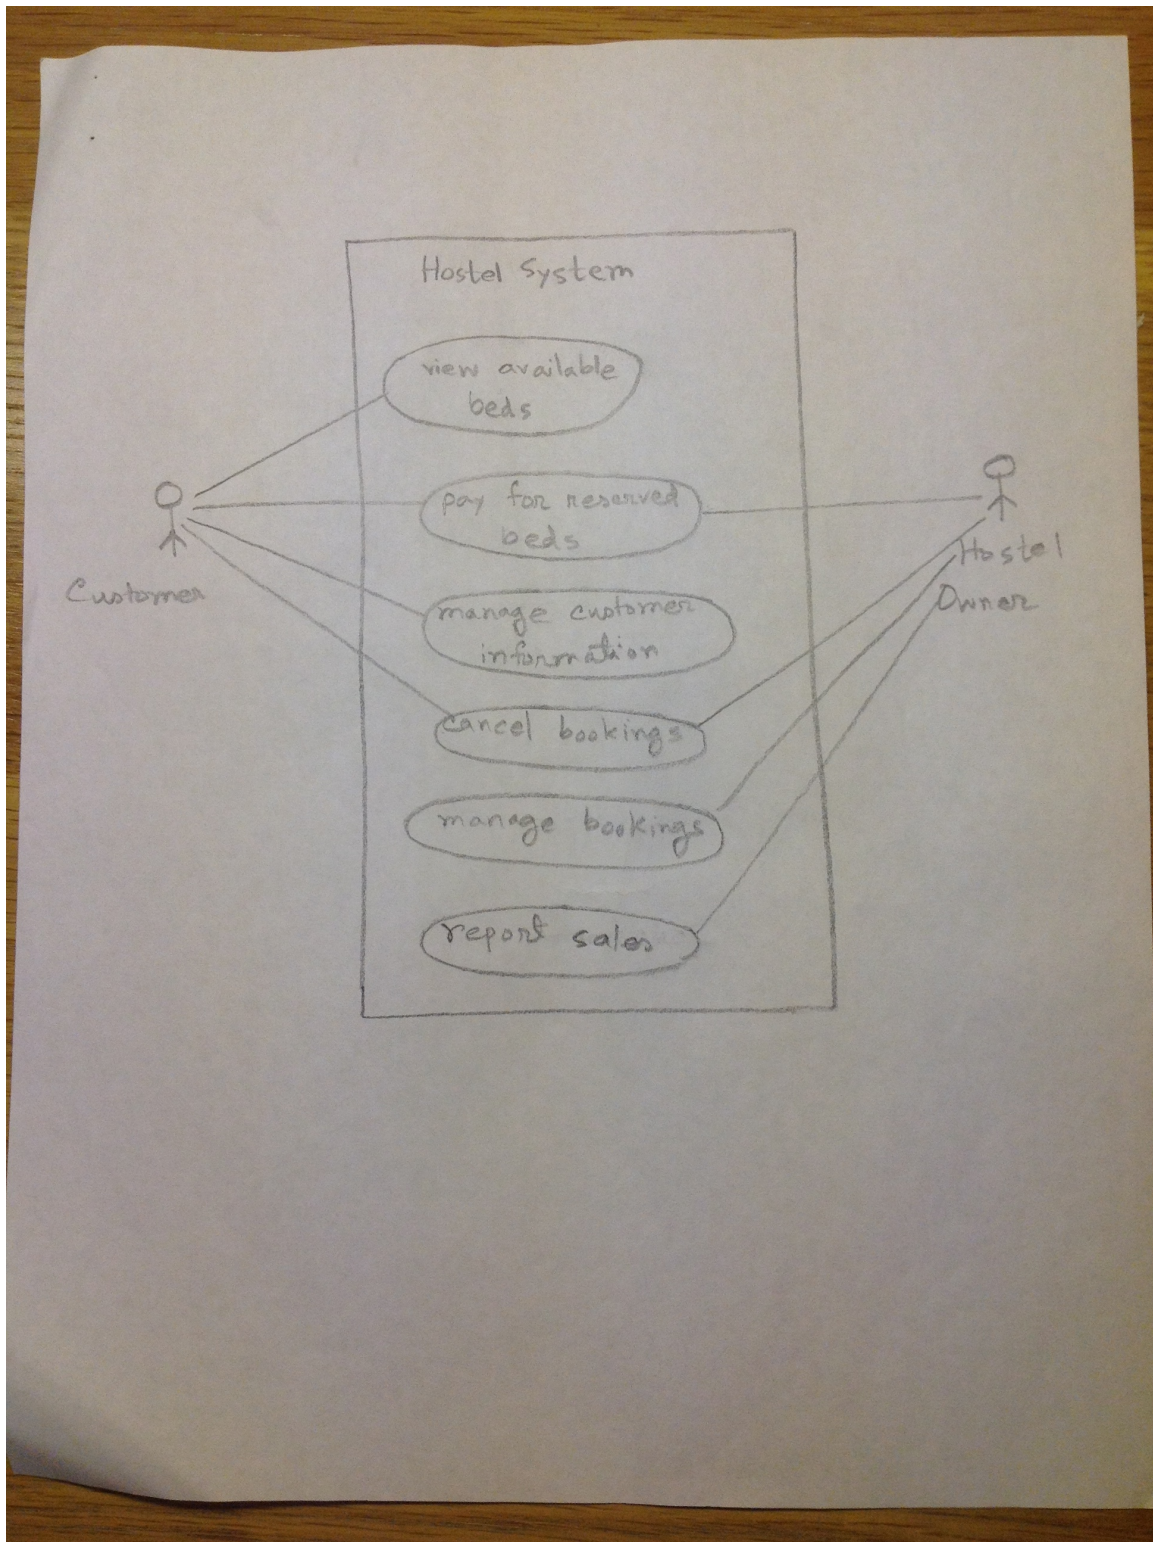 Hostel System
view available
beds
pay for reserved
beds
manage customer
information
cancel bookings
manage bookings
report sales
Customer
Hostel
Owner